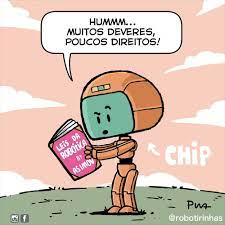 HUMMM...
MUITOS DEVERES,
POUCOS DIREITOS!
LEIS DA
ROBÓTICA
BY
ASIMOV
CHIP
@robotirinhas